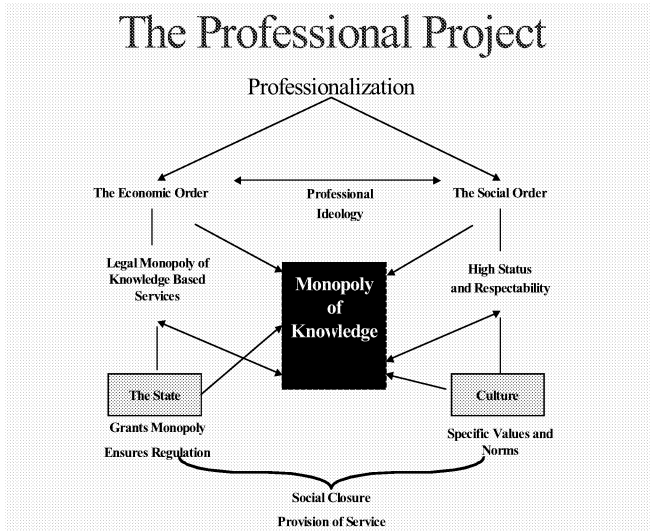 The Professional Project
Professionalization
The Economic Order
Professional
Ideology
The Social Order
Legal Monopoly of
Knowledge Based
Services
Monopoly
of
Knowledge
High Status
and Respectability
The State
Culture
Grants Monopoly
Ensures Regulation
Specific Values and
Norms
Social Closure
Provision of Service